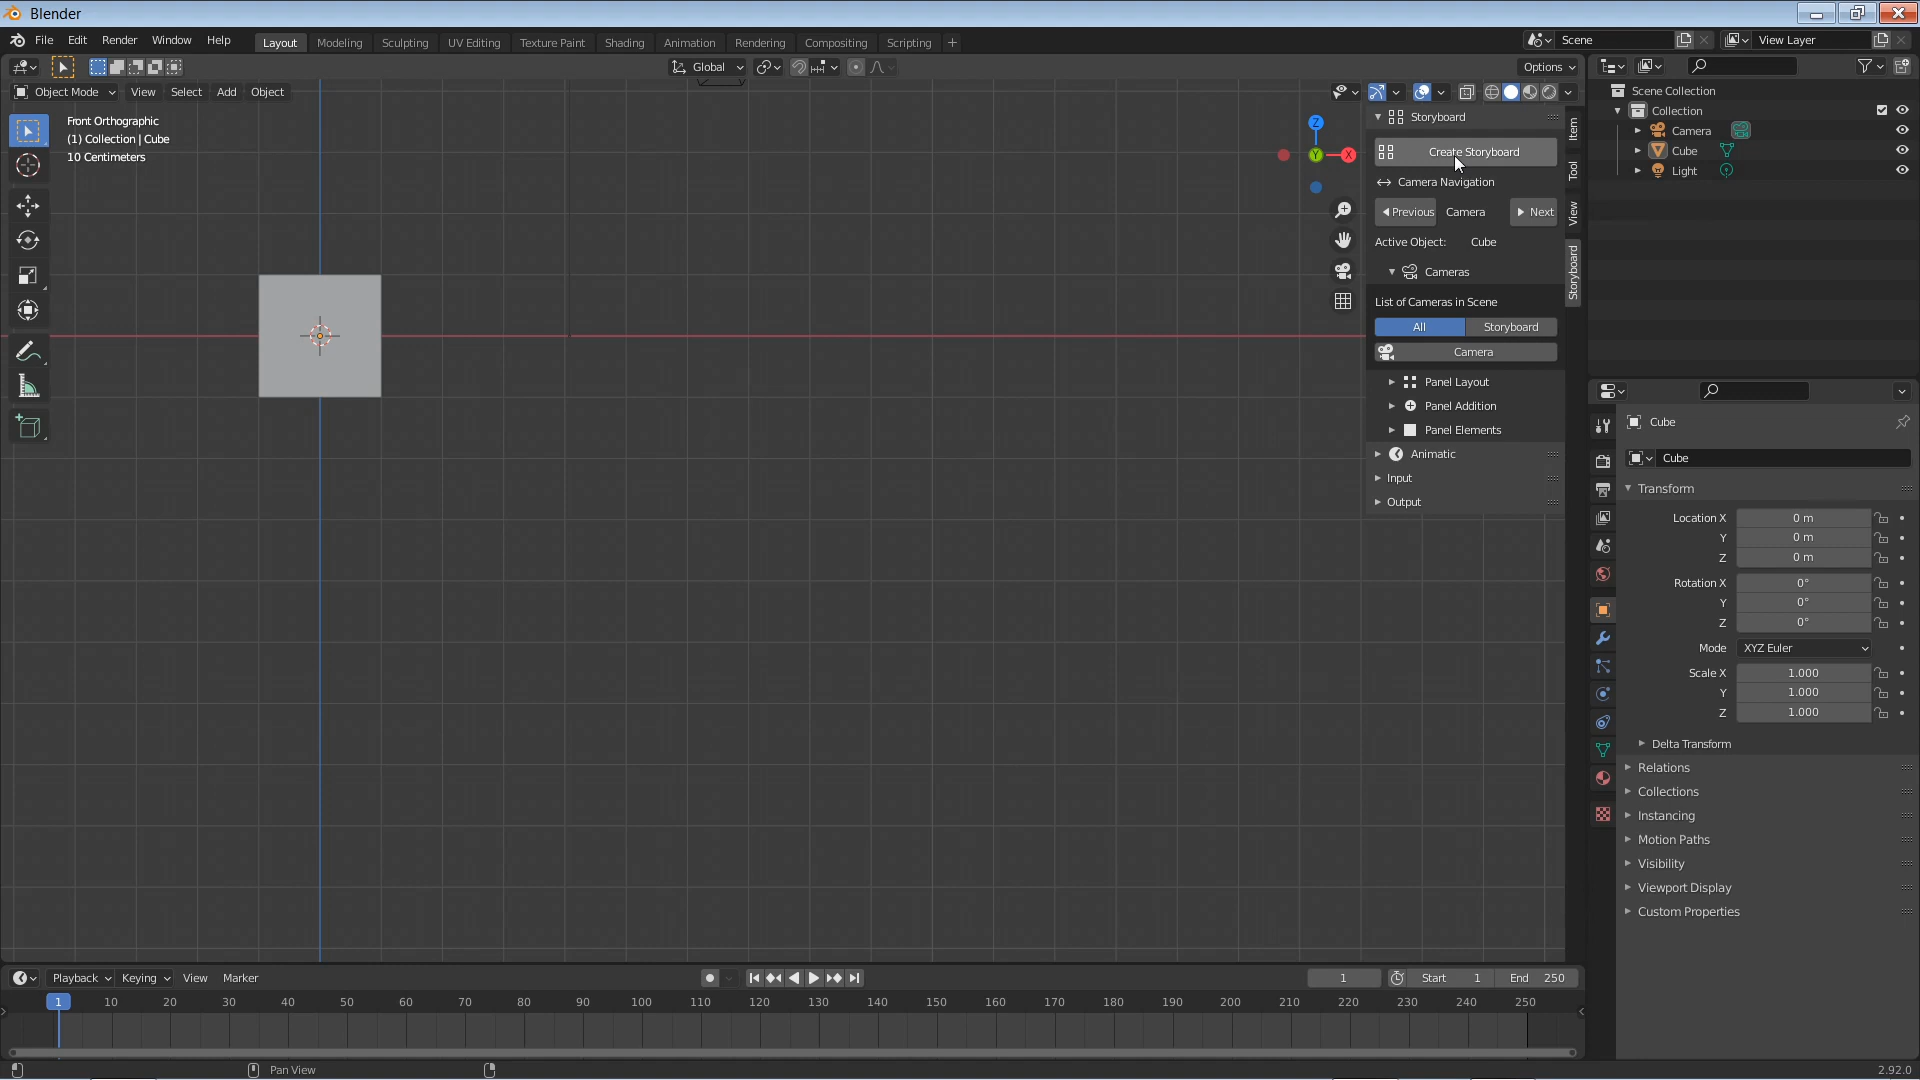 Blender
File Edit Render Window Help Layout Modeling Sculpting UV Editing Texture Paint Shading Animation Rendering Compositing Scripting + Scene View Layer
Global Options
Object Mode View Select Add Object
Front Orthographic
(1) Collection | Cube
10 Centimeters
Z
Y X
Storyboard
Create Storyboard
Camera Navigation
Previous Camera Next
Active Object: Cube
Cameras
List of Cameras in Scene
All Storyboard
Camera
Panel Layout
Panel Addition
Panel Elements
Animatic
Input
Output
Item
Tool
View
Storyboard
Scene Collection
Collection
Camera
Cube
Light
Cube
Cube
Transform
Location X 0 m
Y 0 m
Z 0 m
Rotation X 0°
Y 0°
Z 0°
Mode XYZ Euler
Scale X 1.000
Y 1.000
Z 1.000
Delta Transform
Relations
Collections
Instancing
Motion Paths
Visibility
Viewport Display
Custom Properties
Playback Keying View Marker 1 Start 1 End 250
1 10 20 30 40 50 60 70 80 90 100 110 120 130 140 150 160 170 180 190 200 210 220 230 240 250
Pan View 2.92.0